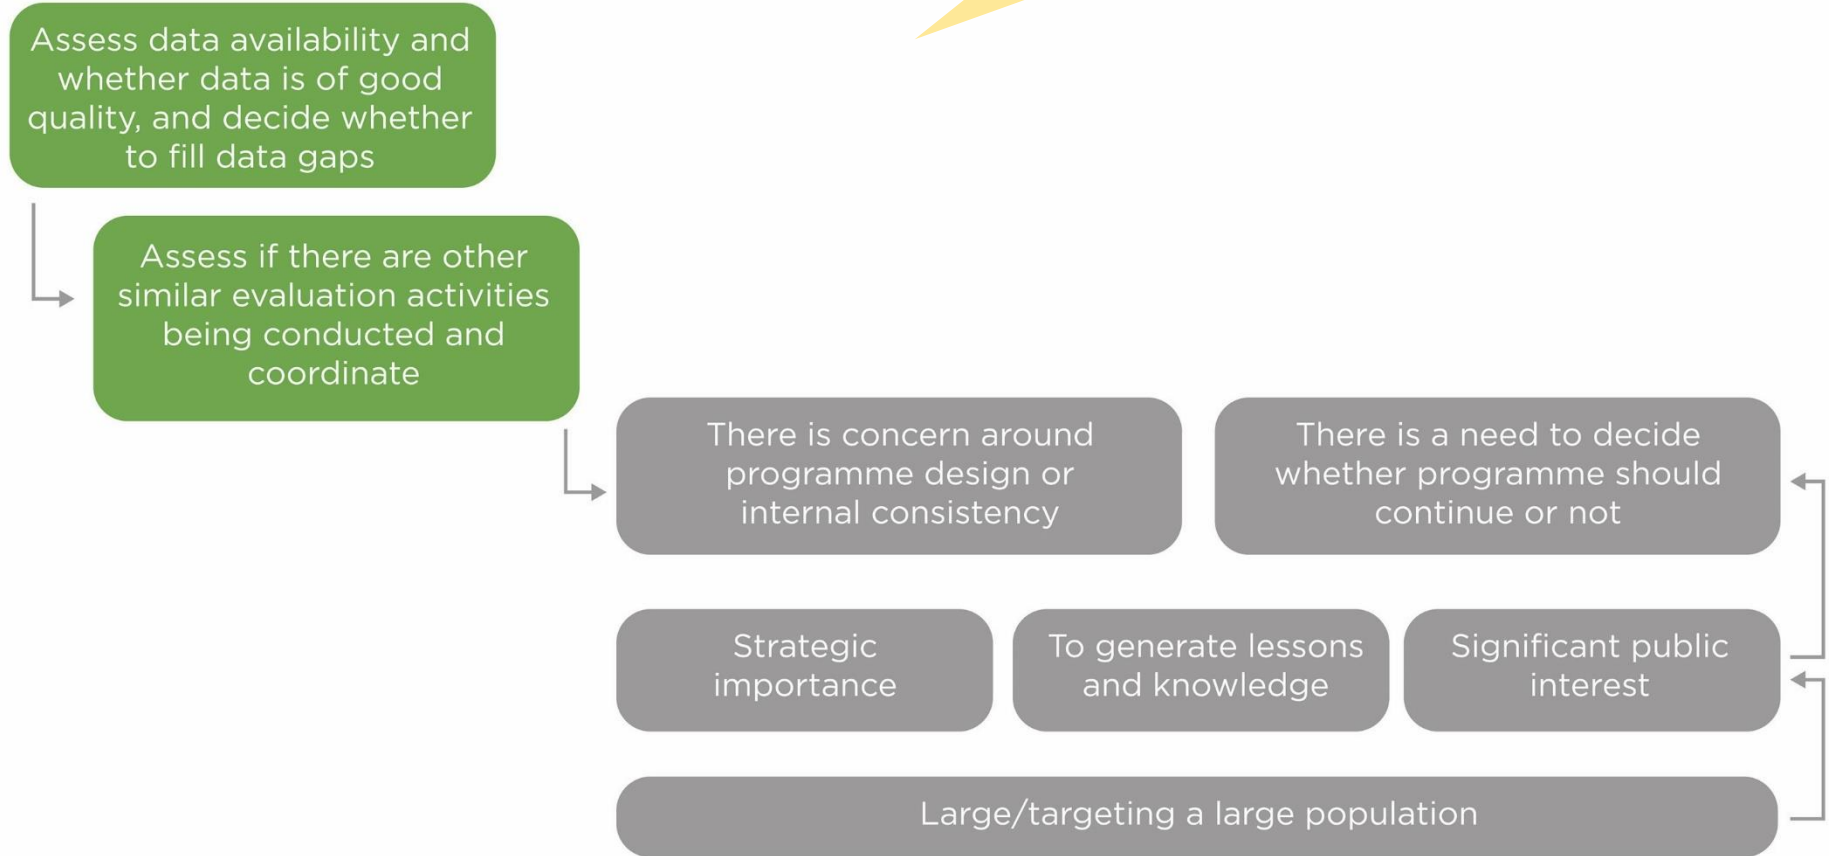 Assess data availability and
whether data is of good
quality, and decide whether
to fill data gaps
Assess if there are other
similar evaluation activities
being conducted and
coordinate
There is concern around
programme design or
internal consistency
There is a need to decide
whether programme should
continue or not
Strategic
importance
To generate lessons
and knowledge
Significant public
interest
Large/targeting a large population